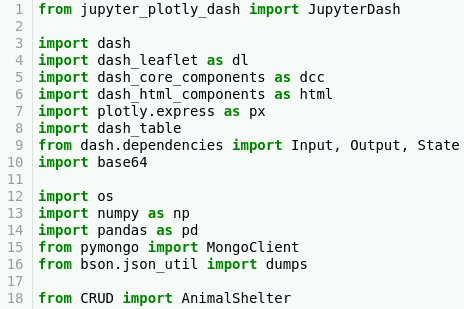 1 from jupyter_plotly_dash import JupyterDash
2
3 import dash
4 import dash_leaflet as dl
5 import dash_core_components as dcc
6 import dash_html_components as html
7 import plotly.express as px
8 import dash_table
9 from dash.dependencies import Input, Output, State
10 import base64
11
12 import os
13 import numpy as np
14 import pandas as pd
15 from pymongo import MongoClient
16 from bson.json_util import dumps
17
18 from CRUD import AnimalShelter